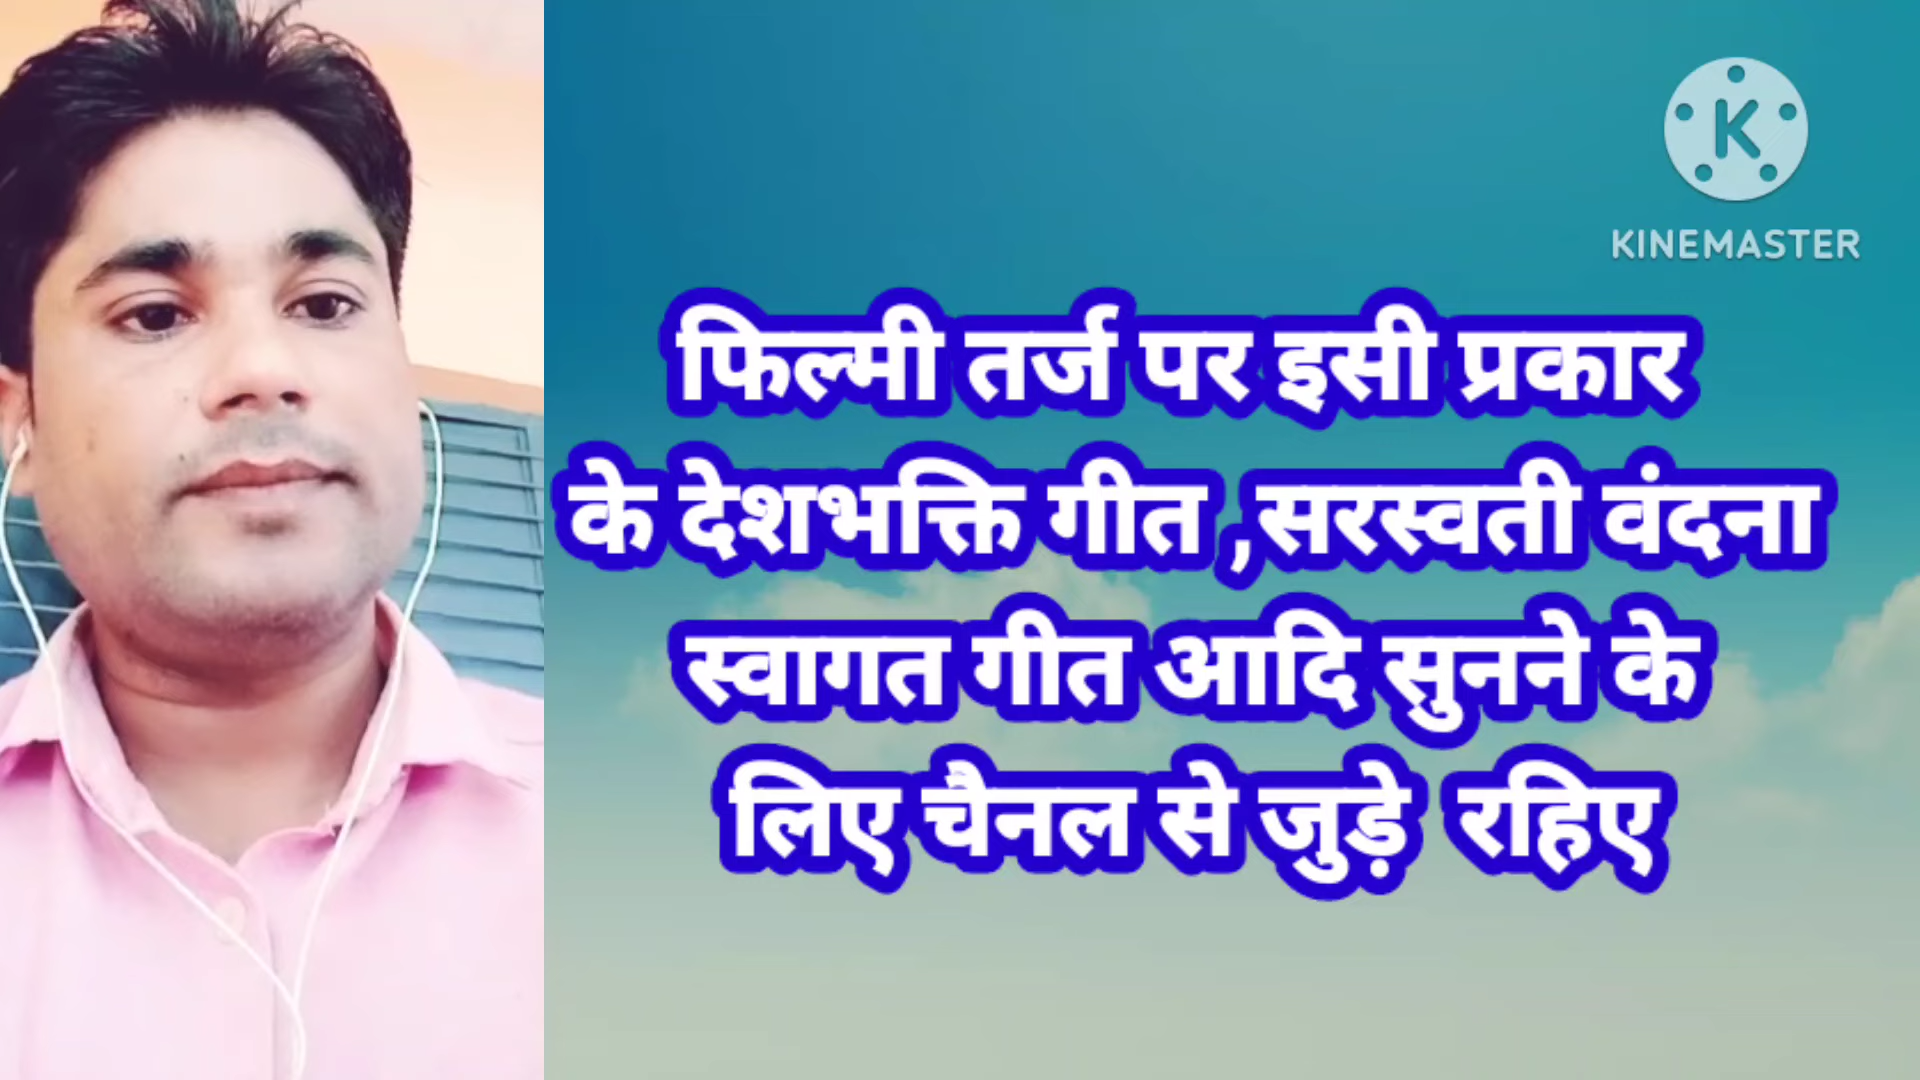 KINEMASTER
फिल्मी तर्ज पर इसी प्रकार
के देशभक्ति गीत ,सरस्वती वंदना
स्वागत गीत आदि सुनने के
लिए चैनल से जुड़े रहिए